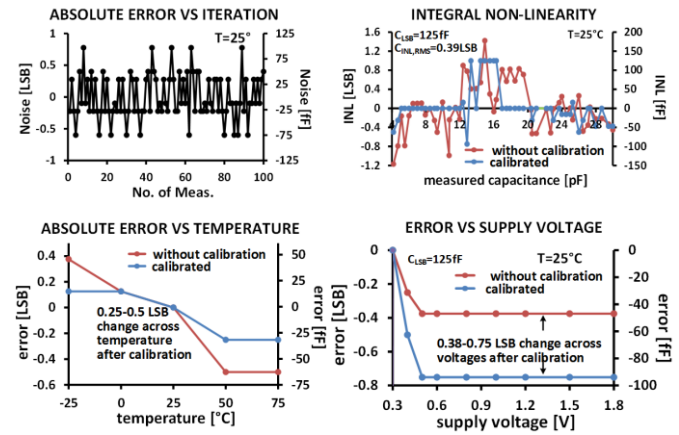 ABSOLUTE ERROR VS ITERATION
T=25°
Noise [LSB]
1
0.5
0
-0.5
-1
125
75
25
-25
-75
-125
Noise [fF]
0 20 40 60 80 100
No. of Meas.
INTEGRAL NON-LINEARITY
C_LSB=125fF
C_INL,RMS=0.39LSB
T=25°C
INL [LSB]
1.6
1.2
0.8
0.4
0
-0.4
-0.8
-1.2
200
150
100
50
0
-50
-100
-150
INL [fF]
4 8 12 16 20 24 28
without calibration
calibrated
measured capacitance [pF]
ABSOLUTE ERROR VS TEMPERATURE
without calibration
calibrated
error [LSB]
0.4
0.2
0
-0.2
-0.4
-0.6
50
25
0
-25
-50
-75
error [fF]
0.25-0.5 LSB
change across
temperature
after calibration
-25 0 25 50 75
temperature [°C]
ERROR VS SUPPLY VOLTAGE
C_LSB=125fF
T=25°C
without calibration
calibrated
error [LSB]
0
-0.2
-0.4
-0.6
-0.8
0
-20
-40
-60
-80
-100
error [fF]
0.38-0.75 LSB change across
voltages after calibration
0.3 0.6 0.9 1.2 1.5 1.8
supply voltage [V]